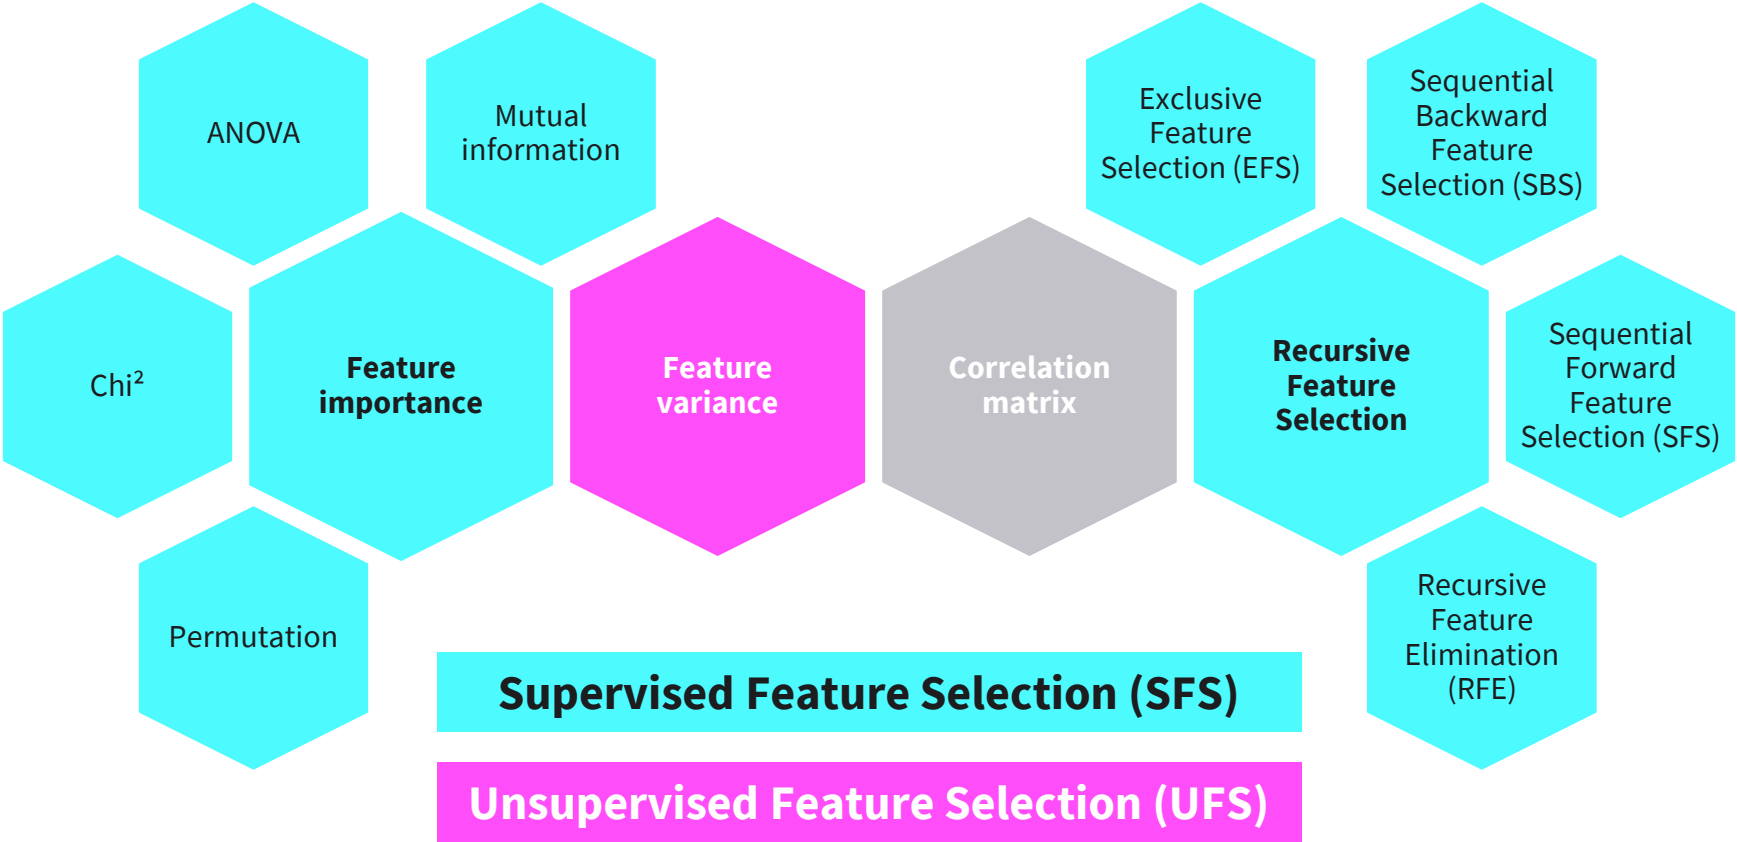 ANOVA
Mutual
information
Exclusive
Feature
Selection (EFS)
Sequential
Backward
Feature
Selection (SBS)
Chi²
Feature
importance
Feature
variance
Correlation
matrix
Recursive
Feature
Selection
Sequential
Forward
Feature
Selection (SFS)
Permutation
Recursive
Feature
Elimination
(RFE)
Supervised Feature Selection (SFS)
Unsupervised Feature Selection (UFS)